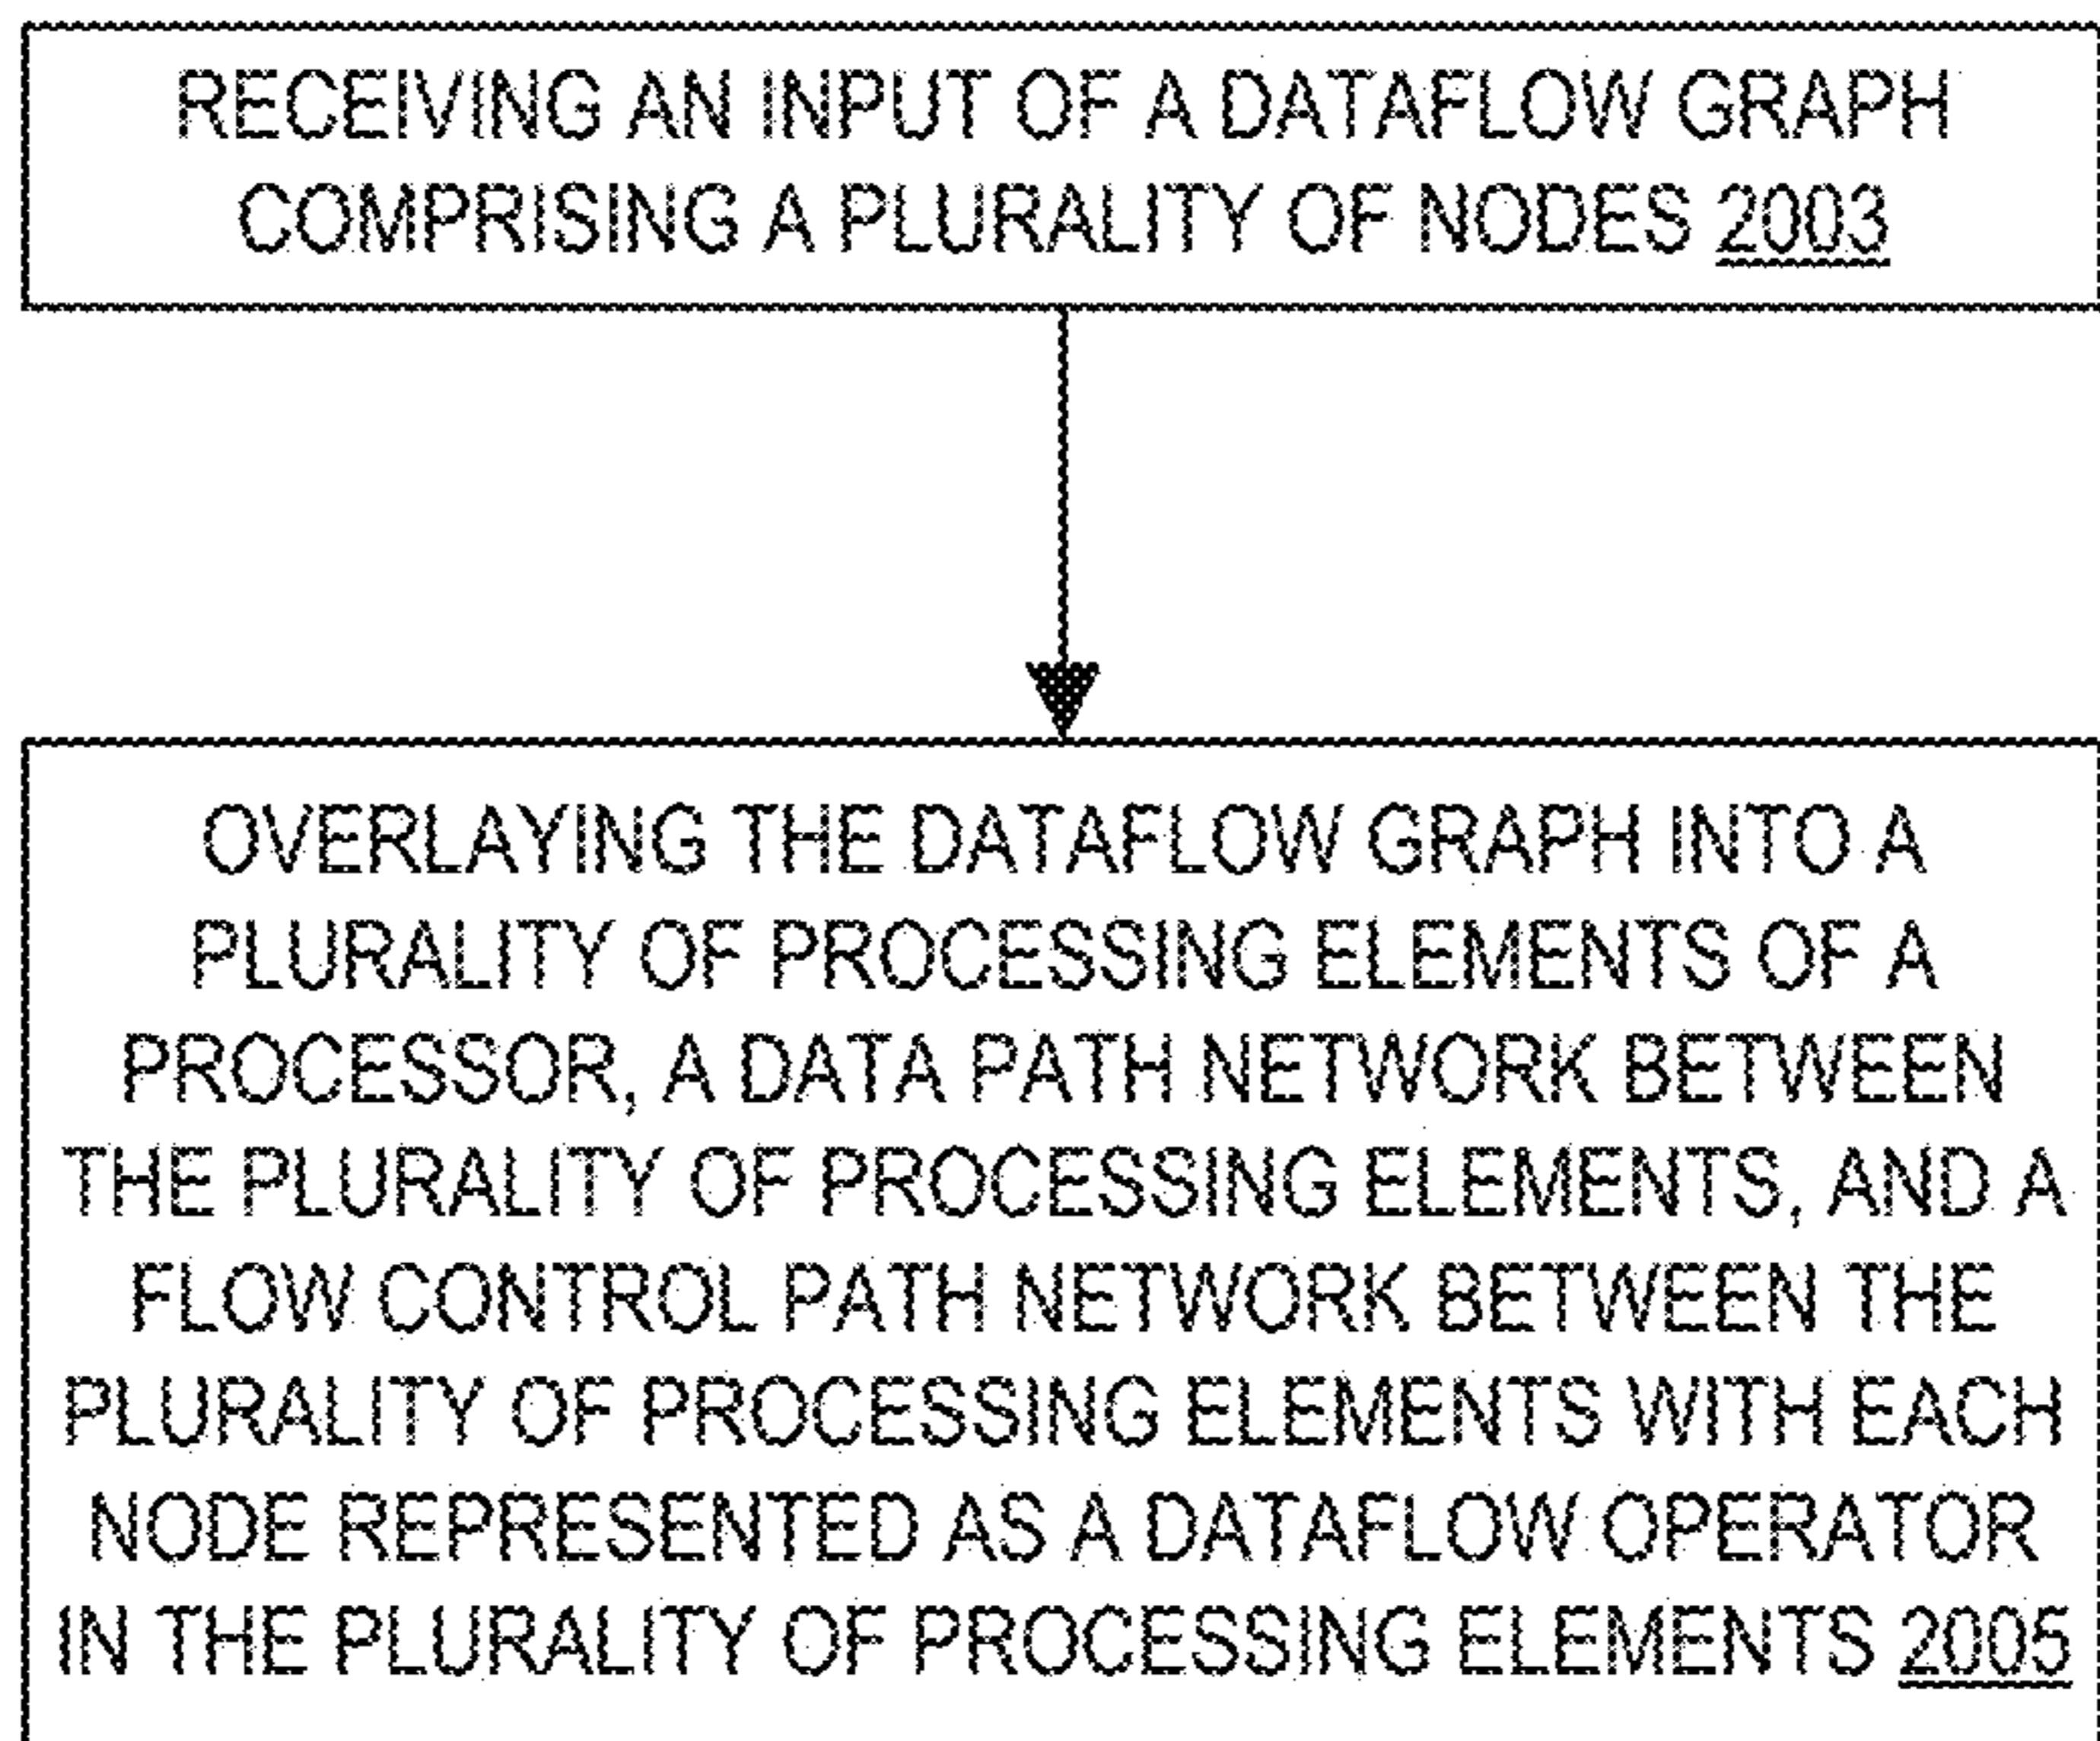 RECEIVING AN INPUT OF A DATAFLOW GRAPH
COMPRISING A PLURALITY OF NODES 2003
OVERLAYING THE DATAFLOW GRAPH INTO A
PLURALITY OF PROCESSING ELEMENTS OF A
PROCESSOR, A DATA PATH NETWORK BETWEEN
THE PLURALITY OF PROCESSING ELEMENTS, AND A
FLOW CONTROL PATH NETWORK BETWEEN THE
PLURALITY OF PROCESSING ELEMENTS WITH EACH
NODE REPRESENTED AS A DATAFLOW OPERATOR
IN THE PLURALITY OF PROCESSING ELEMENTS 2005